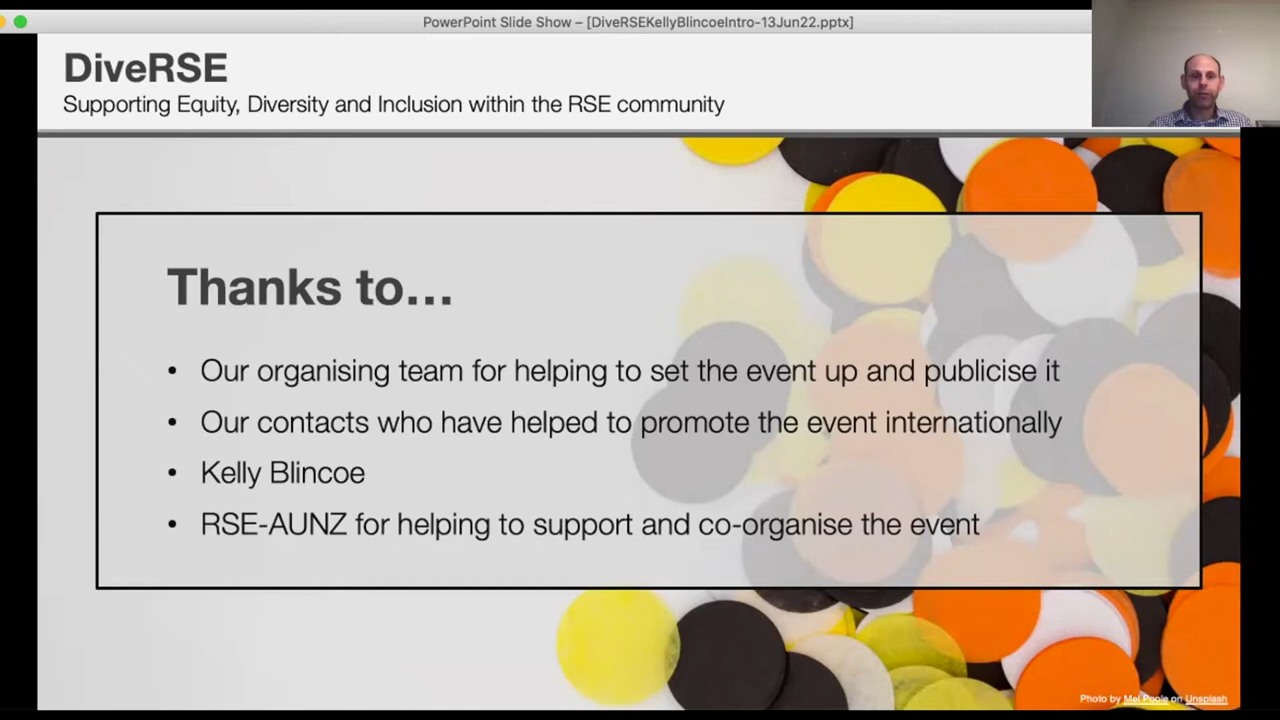 PowerPoint Slide Show – [DiveRSEKellyBlincoeIntro-13Jun22.pptx]
DiveRSE
Supporting Equity, Diversity and Inclusion within the RSE community
Thanks to…
• Our organising team for helping to set the event up and publicise it
• Our contacts who have helped to promote the event internationally
• Kelly Blincoe
• RSE-AUNZ for helping to support and co-organise the event
Photo by Mel Poole on Unsplash